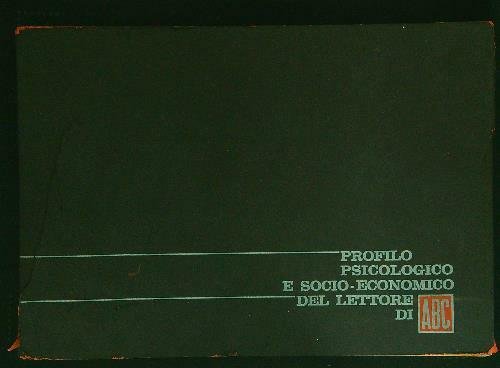 PROFILO
PSICOLOGICO
E SOCIO-ECONOMICO
DEL LETTORE
DI ABC